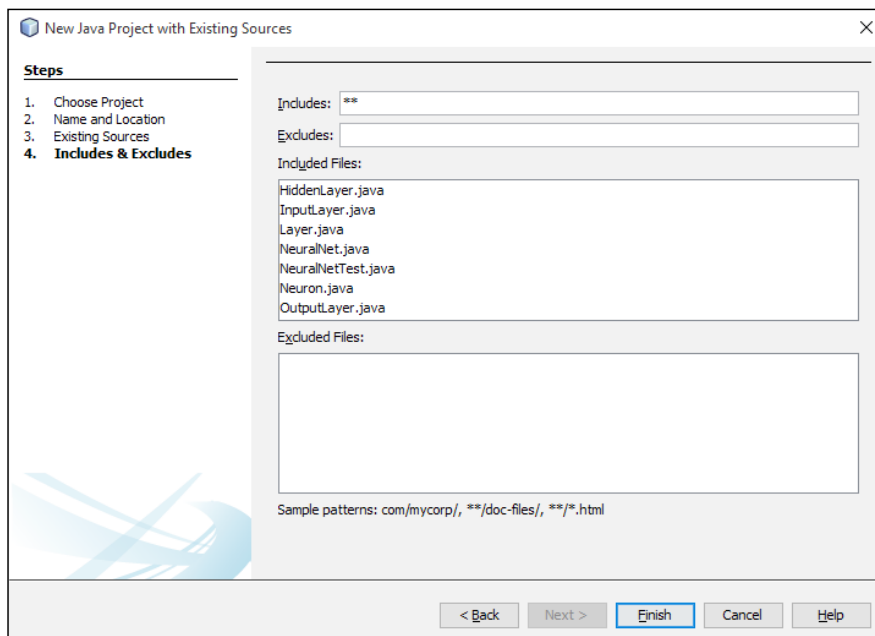 New Java Project with Existing Sources
Steps
1. Choose Project
2. Name and Location
3. Existing Sources
4. Includes & Excludes
Includes: **
Excludes:
Included Files:
HiddenLayer.java
InputLayer.java
Layer.java
NeuralNet.java
NeuralNetTest.java
Neuron.java
OutputLayer.java
Excluded Files:
Sample patterns: com/mycorp/, **/doc-files/, **/*.html
< Back Next > Finish Cancel Help